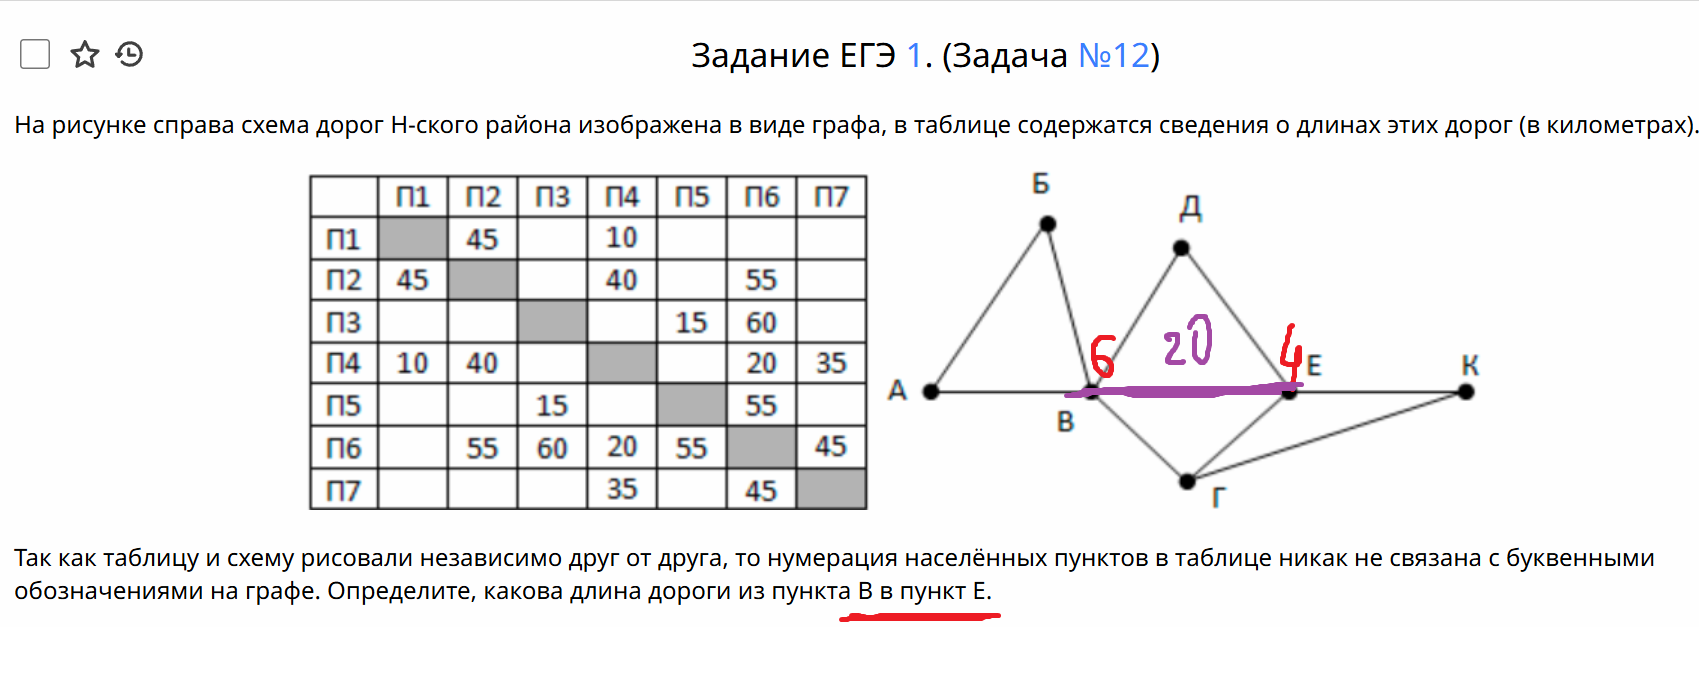 Задание ЕГЭ 1. (Задача №12)
На рисунке справа схема дорог Н-ского района изображена в виде графа, в таблице содержатся сведения о длинах этих дорог (в километрах).
П1 П2 П3 П4 П5 П6 П7
П1 45 10
П2 45 40 55
П3 15 60
П4 10 40 20 35
П5 15 55
П6 55 60 20 55 45
П7 35 45
Б
Д
6 20 4 Е К
А
В
Г
Так как таблицу и схему рисовали независимо друг от друга, то нумерация населённых пунктов в таблице никак не связана с буквенными
обозначениями на графе. Определите, какова длина дороги из пункта В в пункт Е.